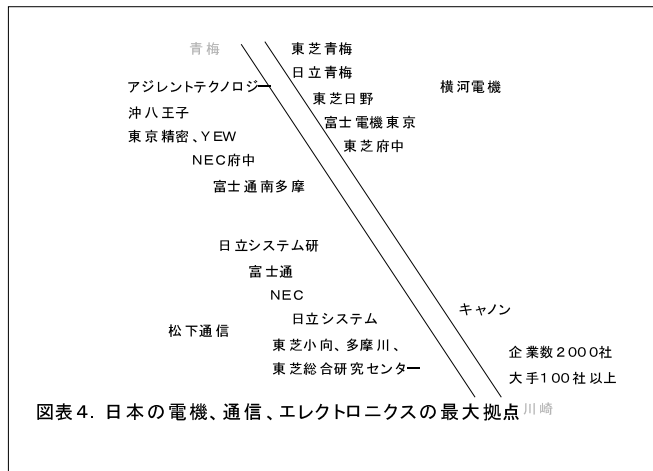 青梅
東芝青梅
日立青梅
アジレントテクノロジー
横河電機
東芝日野
沖八王子
富士電機東京
東京精密、YEW
東芝府中
NEC府中
富士通南多摩
日立システム研
富士通
NEC
キャノン
日立システム
松下通信
東芝小向、多摩川、
東芝総合研究センター
企業数2000社
大手100社以上
図表4. 日本の電機、通信、エレクトロニクスの最大拠点
川崎